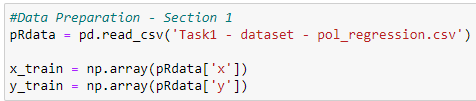 #Data Preparation - Section 1
pRdata = pd.read_csv('Task1 - dataset - pol_regression.csv')
x_train = np.array(pRdata['x'])
y_train = np.array(pRdata['y'])